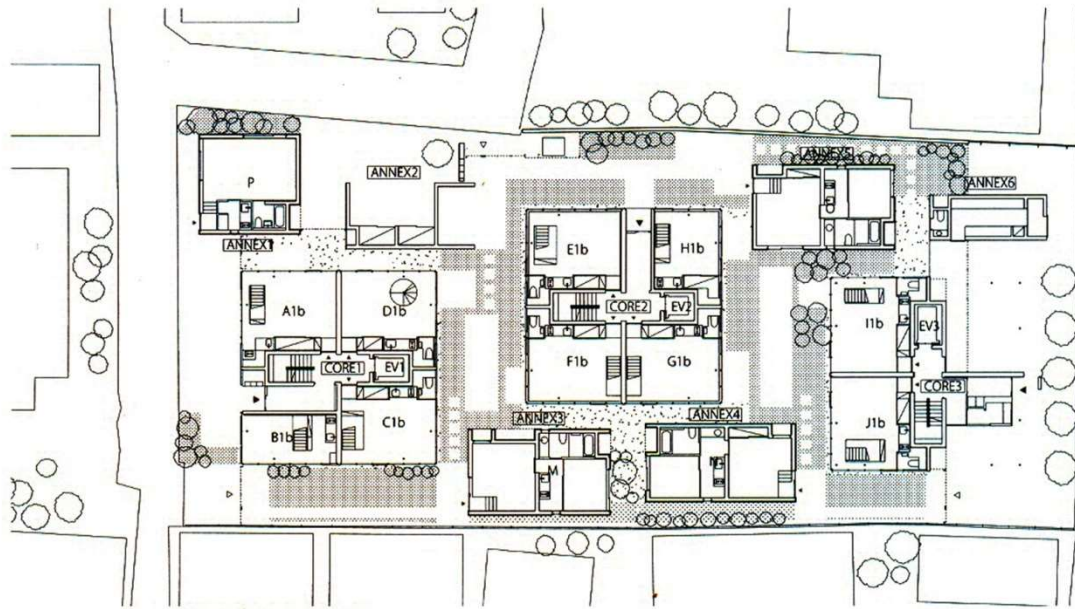 ANNEX5
P
ANNEX2
ANNEX6
ANNEX1
E1b
H1b
CORE2
EV2
A1b
D1b
I1b
EV3
F1b
G1b
CORE1
EV1
CORE3
ANNEX3
ANNEX4
B1b
C1b
J1b
M